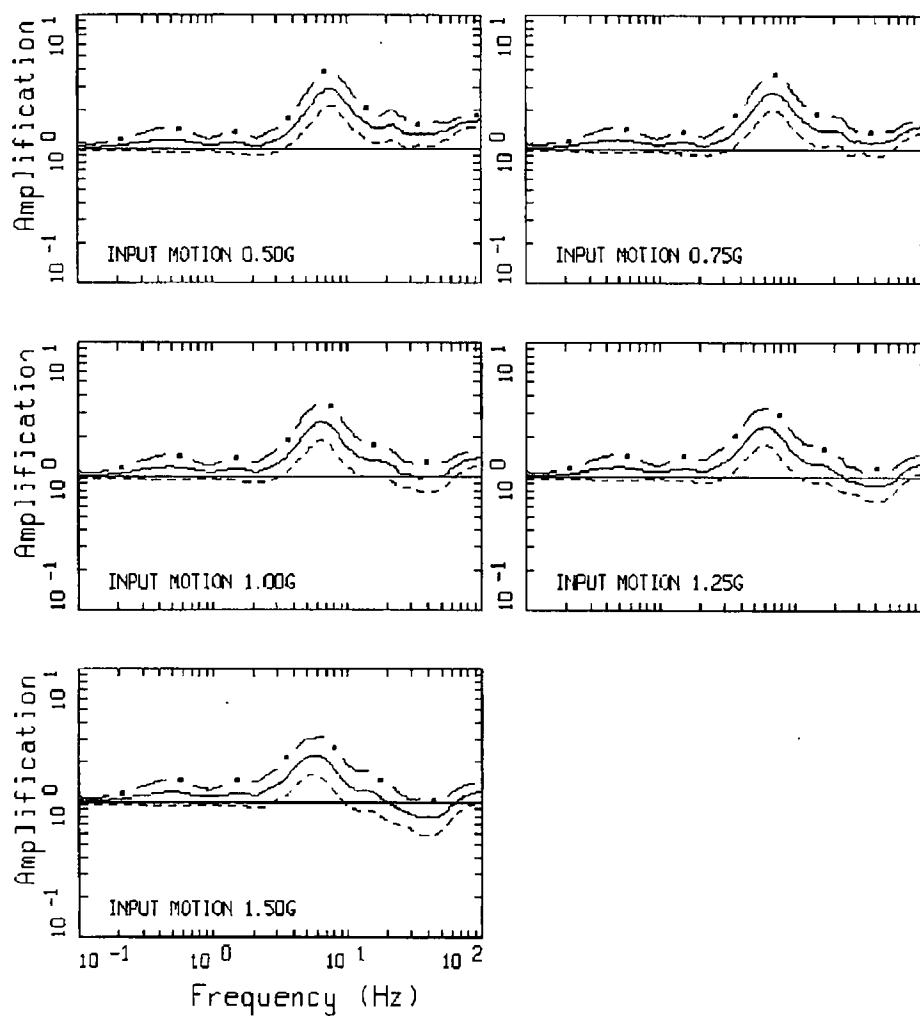 Amplification
10 1
10 0
10 -1
INPUT MOTION 0.50G
10 1
10 0
10 -1
INPUT MOTION 0.75G
Amplification
10 1
10 0
10 -1
INPUT MOTION 1.00G
10 1
10 0
10 -1
INPUT MOTION 1.25G
Amplification
10 1
10 0
10 -1
INPUT MOTION 1.50G
10 -1 10 0 10 1 10 2
Frequency (Hz)